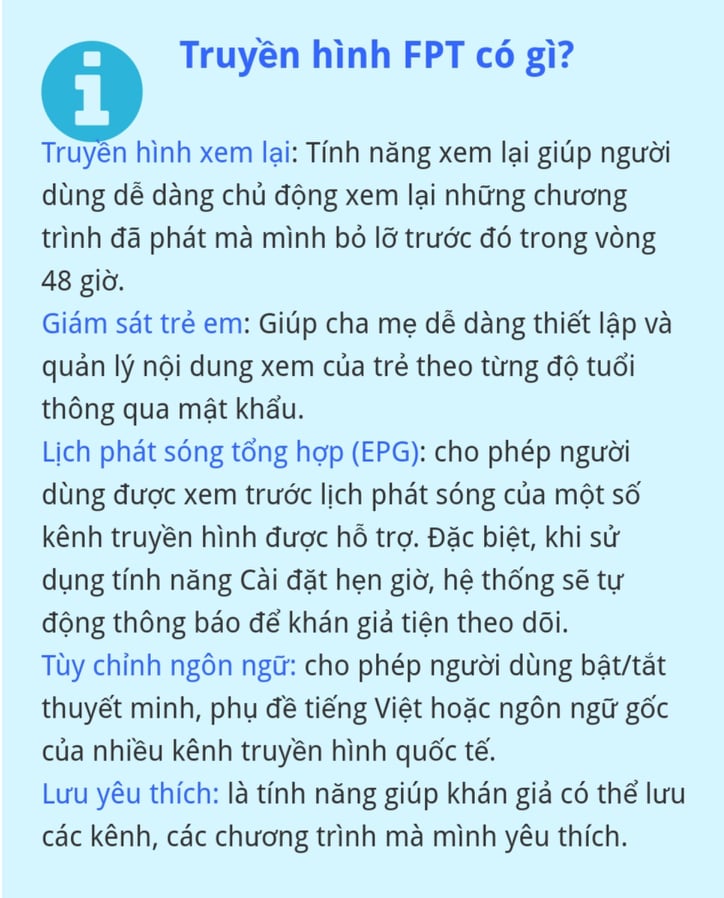 Truyền hình FPT có gì?
Truyền hình xem lại: Tính năng xem lại giúp người
dùng dễ dàng chủ động xem lại những chương
trình đã phát mà mình bỏ lỡ trước đó trong vòng
48 giờ.
Giám sát trẻ em: Giúp cha mẹ dễ dàng thiết lập và
quản lý nội dung xem của trẻ theo từng độ tuổi
thông qua mật khẩu.
Lịch phát sóng tổng hợp (EPG): cho phép người
dùng được xem trước lịch phát sóng của một số
kênh truyền hình được hỗ trợ. Đặc biệt, khi sử
dụng tính năng Cài đặt hẹn giờ, hệ thống sẽ tự
động thông báo để khán giả tiện theo dõi.
Tùy chỉnh ngôn ngữ: cho phép người dùng bật/tắt
thuyết minh, phụ đề tiếng Việt hoặc ngôn ngữ gốc
của nhiều kênh truyền hình quốc tế.
Lưu yêu thích: là tính năng giúp khán giả có thể lưu
các kênh, các chương trình mà mình yêu thích.